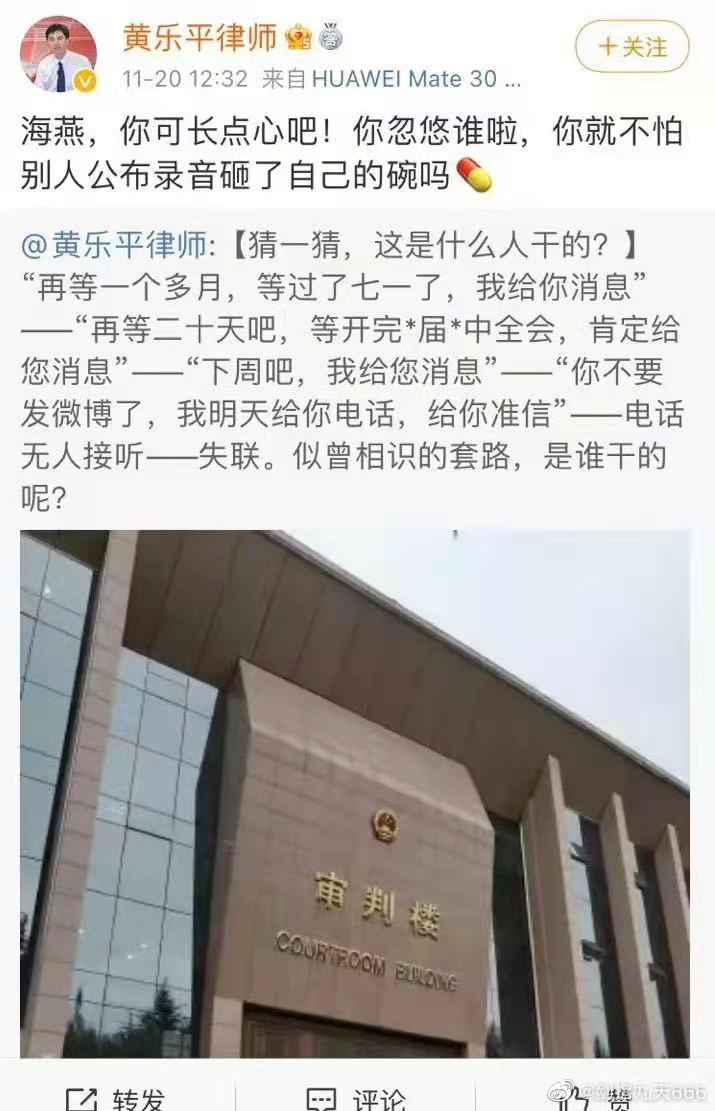 黄乐平律师
+关注
11-20 12:32 来自 HUAWEI Mate 30 ...
海燕，你可长点心吧！你忽悠谁啦，你就不怕
别人公布录音砸了自己的碗吗
@黄乐平律师:【猜一猜，这是什么人干的？】
“再等一个多月，等过了七一了，我给你消息”
——“再等二十天吧，等开完*届*中全会，肯定给
您消息”——“下周吧，我给您消息”——“你不要
发微博了，我明天给你电话，给你准信”——电话
无人接听——失联。似曾相识的套路，是谁干的
呢？
审判楼
COURTROOM BUILDING
转发
评论
赞
@剑指九天666